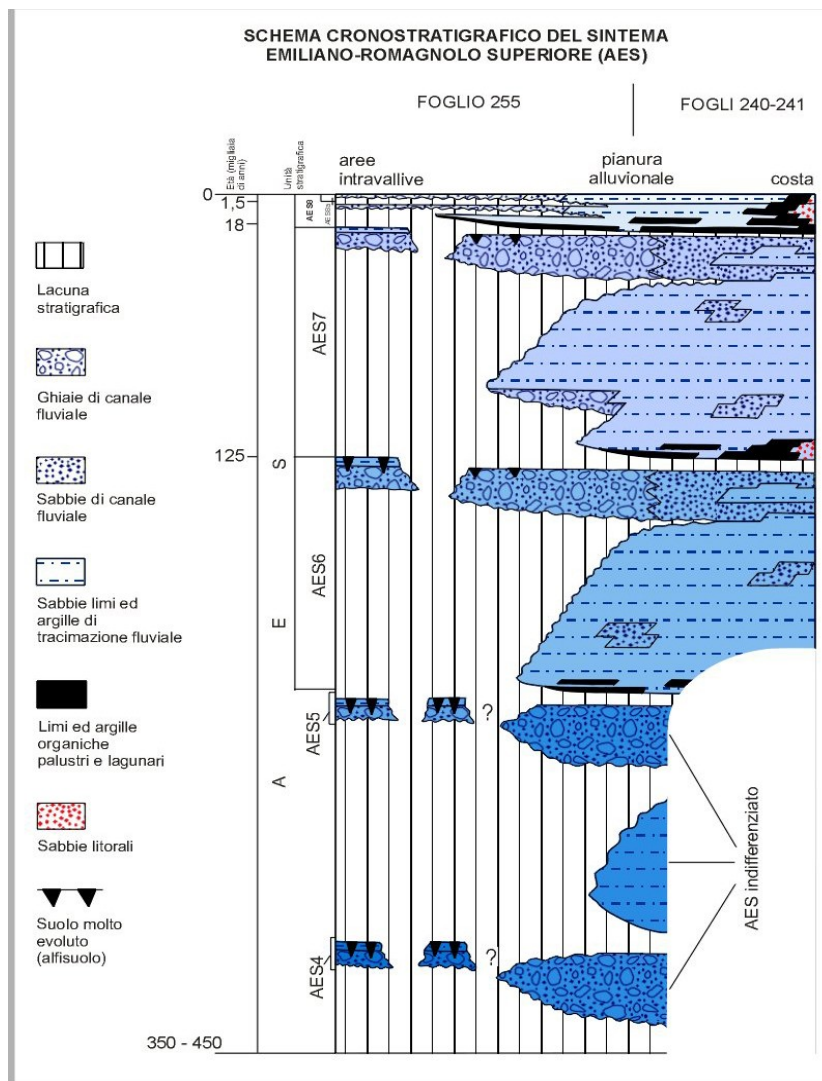 SCHEMA CRONOSTRATIGRAFICO DEL SINTEMA
EMILIANO-ROMAGNOLO SUPERIORE (AES)
FOGLIO 255
FOGLI 240-241
Età (migliaia
di anni)
Unità
stratigrafica
aree
intravallive
pianura
alluvionale
costa
0
1,5
18
125
350 - 450
AES8
AES8a
AES7
AES6
AES5
AES4
S
E
A
?
?
AES indifferenziato
Lacuna
stratigrafica
Ghiaie di canale
fluviale
Sabbie di canale
fluviale
Sabbie limi ed
argille di
tracimazione fluviale
Limi ed argille
organiche
palustri e lagunari
Sabbie litorali
Suolo molto
evoluto
(alfisuolo)